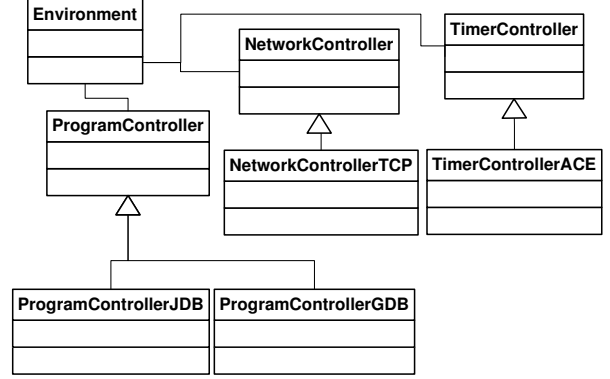 Environment
TimerController
NetworkController
ProgramController
NetworkControllerTCP
TimerControllerACE
ProgramControllerJDB
ProgramControllerGDB